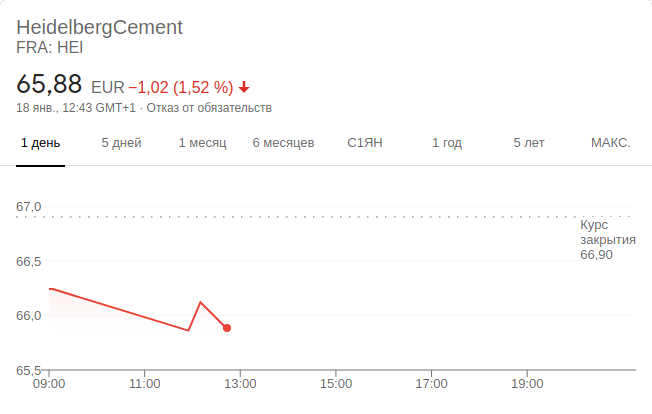 HeidelbergCement
FRA: HEI
65,88 EUR −1,02 (1,52 %)
18 янв., 12:43 GMT+1 · Отказ от обязательств
1 день 5 дней 1 месяц 6 месяцев С1ЯН 1 год 5 лет МАКС.
67,0
Курс
закрытия
66,90
66,5
66,0
65,5
09:00 11:00 13:00 15:00 17:00 19:00